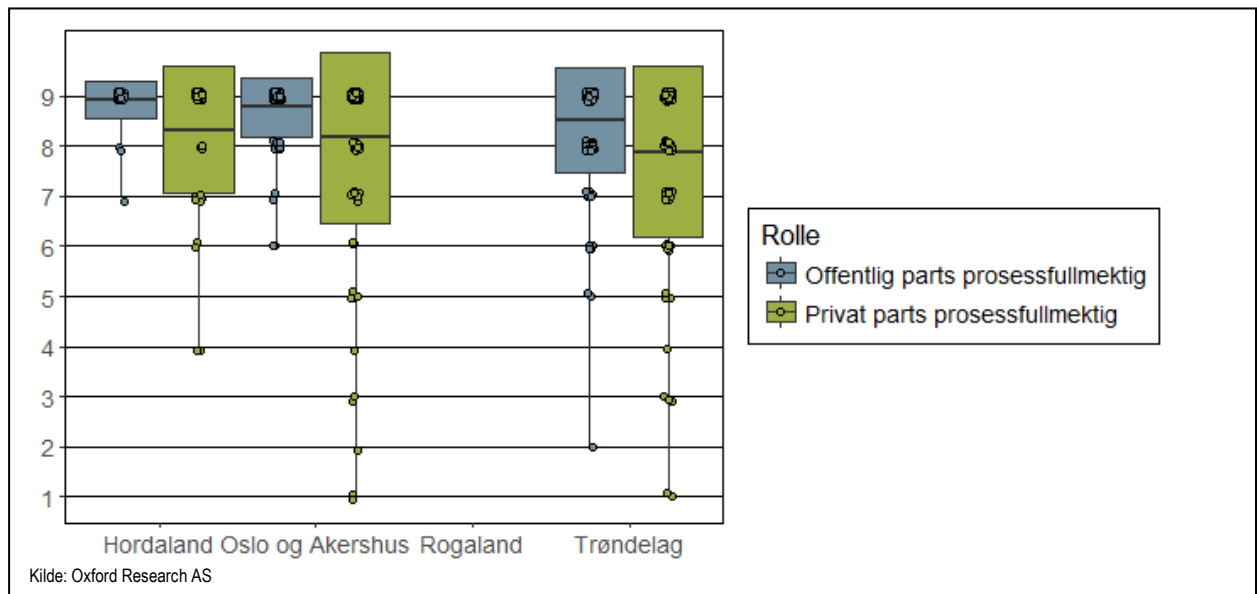 9
8
7
6
5
4
3
2
1
Hordaland Oslo og Akershus Rogaland Trøndelag
Rolle
Offentlig parts prosessfullmektig
Privat parts prosessfullmektig
Kilde: Oxford Research AS